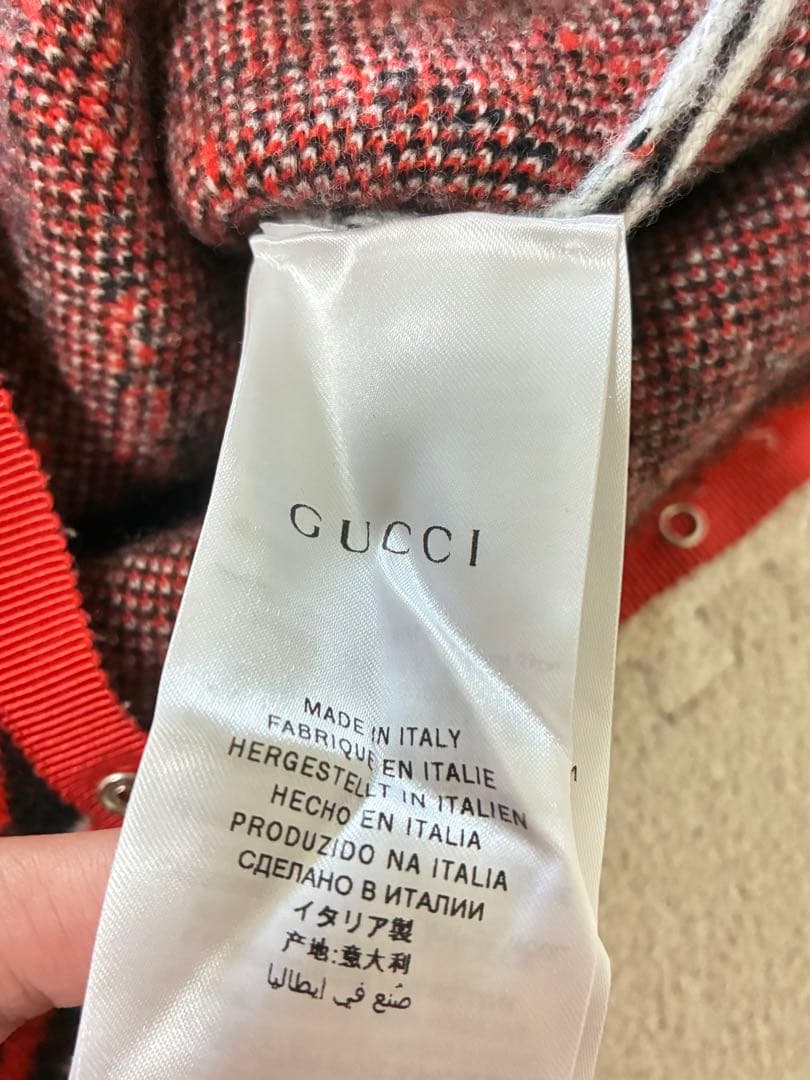 GUCCI
MADE IN ITALY
FABRIQUE EN ITALIE
HERGESTELLT IN ITALIEN
HECHO EN ITALIA
PRODUZIDO NA ITALIA
СДЕЛАНО В ИТАЛИИ
イタリア製
产地:意大利
صُنع في ايطاليا